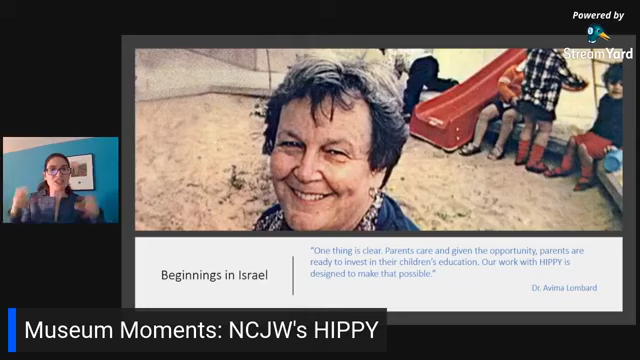 Powered by
StreamYard
"One thing is clear. Parents care and given the opportunity, parents are
ready to invest in their children's education. Our work with HIPPY is
designed to make that possible."
Beginnings in Israel
Dr. Avima Lombard
Museum Moments: NCJW's HIPPY